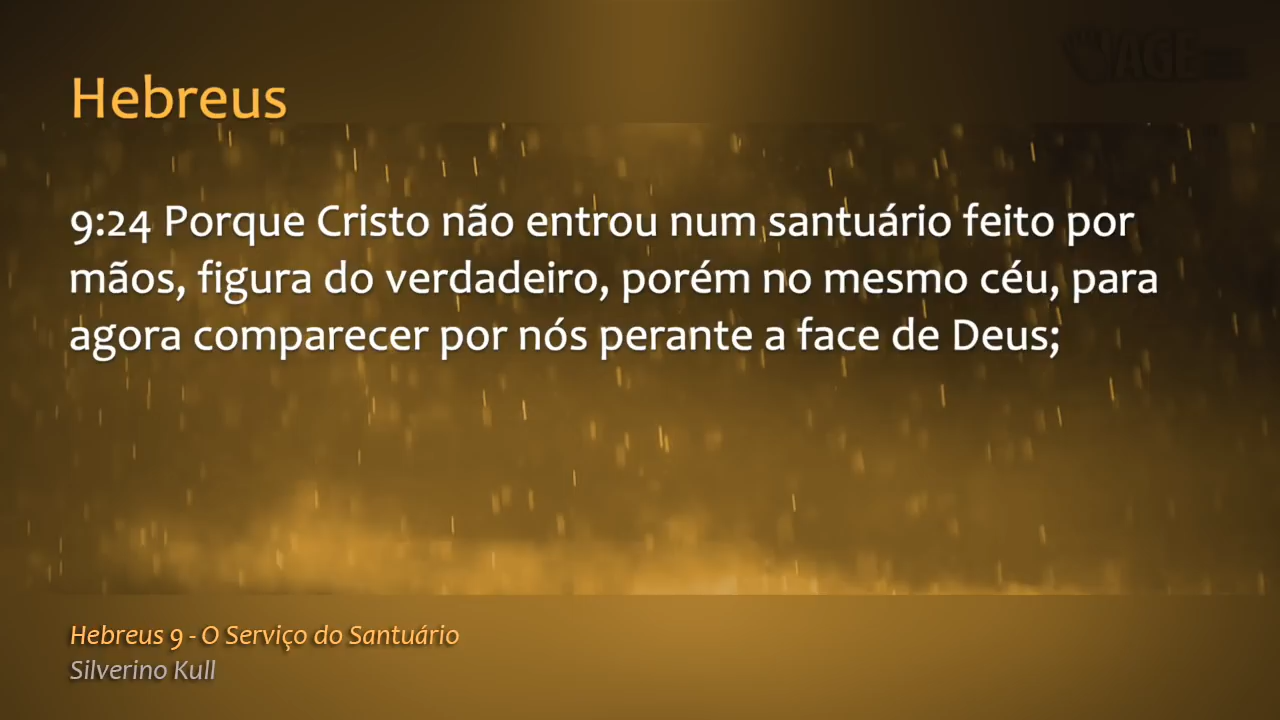 Hebreus
9:24 Porque Cristo não entrou num santuário feito por
mãos, figura do verdadeiro, porém no mesmo céu, para
agora comparecer por nós perante a face de Deus;
Hebreus 9 - O Serviço do Santuário
Silverino Kull